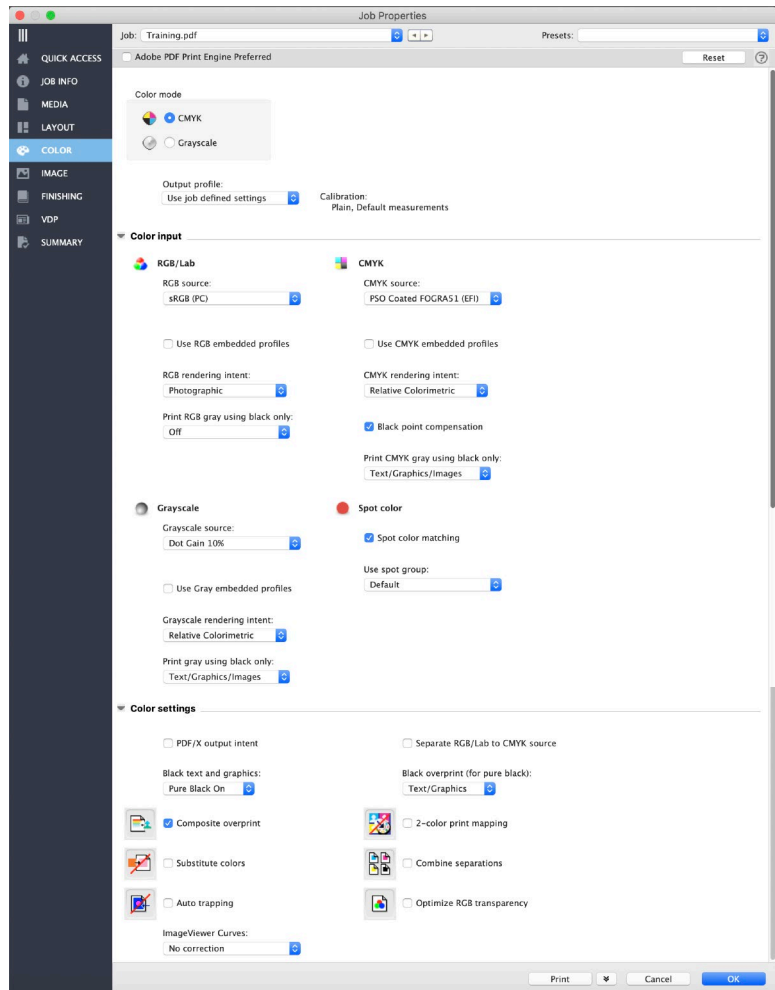 Job Properties
Job: Training.pdf Presets:
QUICK ACCESS
JOB INFO
MEDIA
LAYOUT
COLOR
IMAGE
FINISHING
VDP
SUMMARY
Adobe PDF Print Engine Preferred Reset ?
Color mode
CMYK
Grayscale
Output profile:
Use job defined settings
Calibration:
Plain, Default measurements
Color input
RGB/Lab
RGB source:
sRGB (PC)
Use RGB embedded profiles
RGB rendering intent:
Photographic
Print RGB gray using black only:
Off
CMYK
CMYK source:
PSO Coated FOGRA51 (EFI)
Use CMYK embedded profiles
CMYK rendering intent:
Relative Colorimetric
Black point compensation
Print CMYK gray using black only:
Text/Graphics/Images
Grayscale
Grayscale source:
Dot Gain 10%
Use Gray embedded profiles
Grayscale rendering intent:
Relative Colorimetric
Print gray using black only:
Text/Graphics/Images
Spot color
Spot color matching
Use spot group:
Default
Color settings
PDF/X output intent
Separate RGB/Lab to CMYK source
Black text and graphics:
Pure Black On
Black overprint (for pure black):
Text/Graphics
Composite overprint
2-color print mapping
Substitute colors
Combine separations
Auto trapping
Optimize RGB transparency
ImageViewer Curves:
No correction
Print Cancel OK